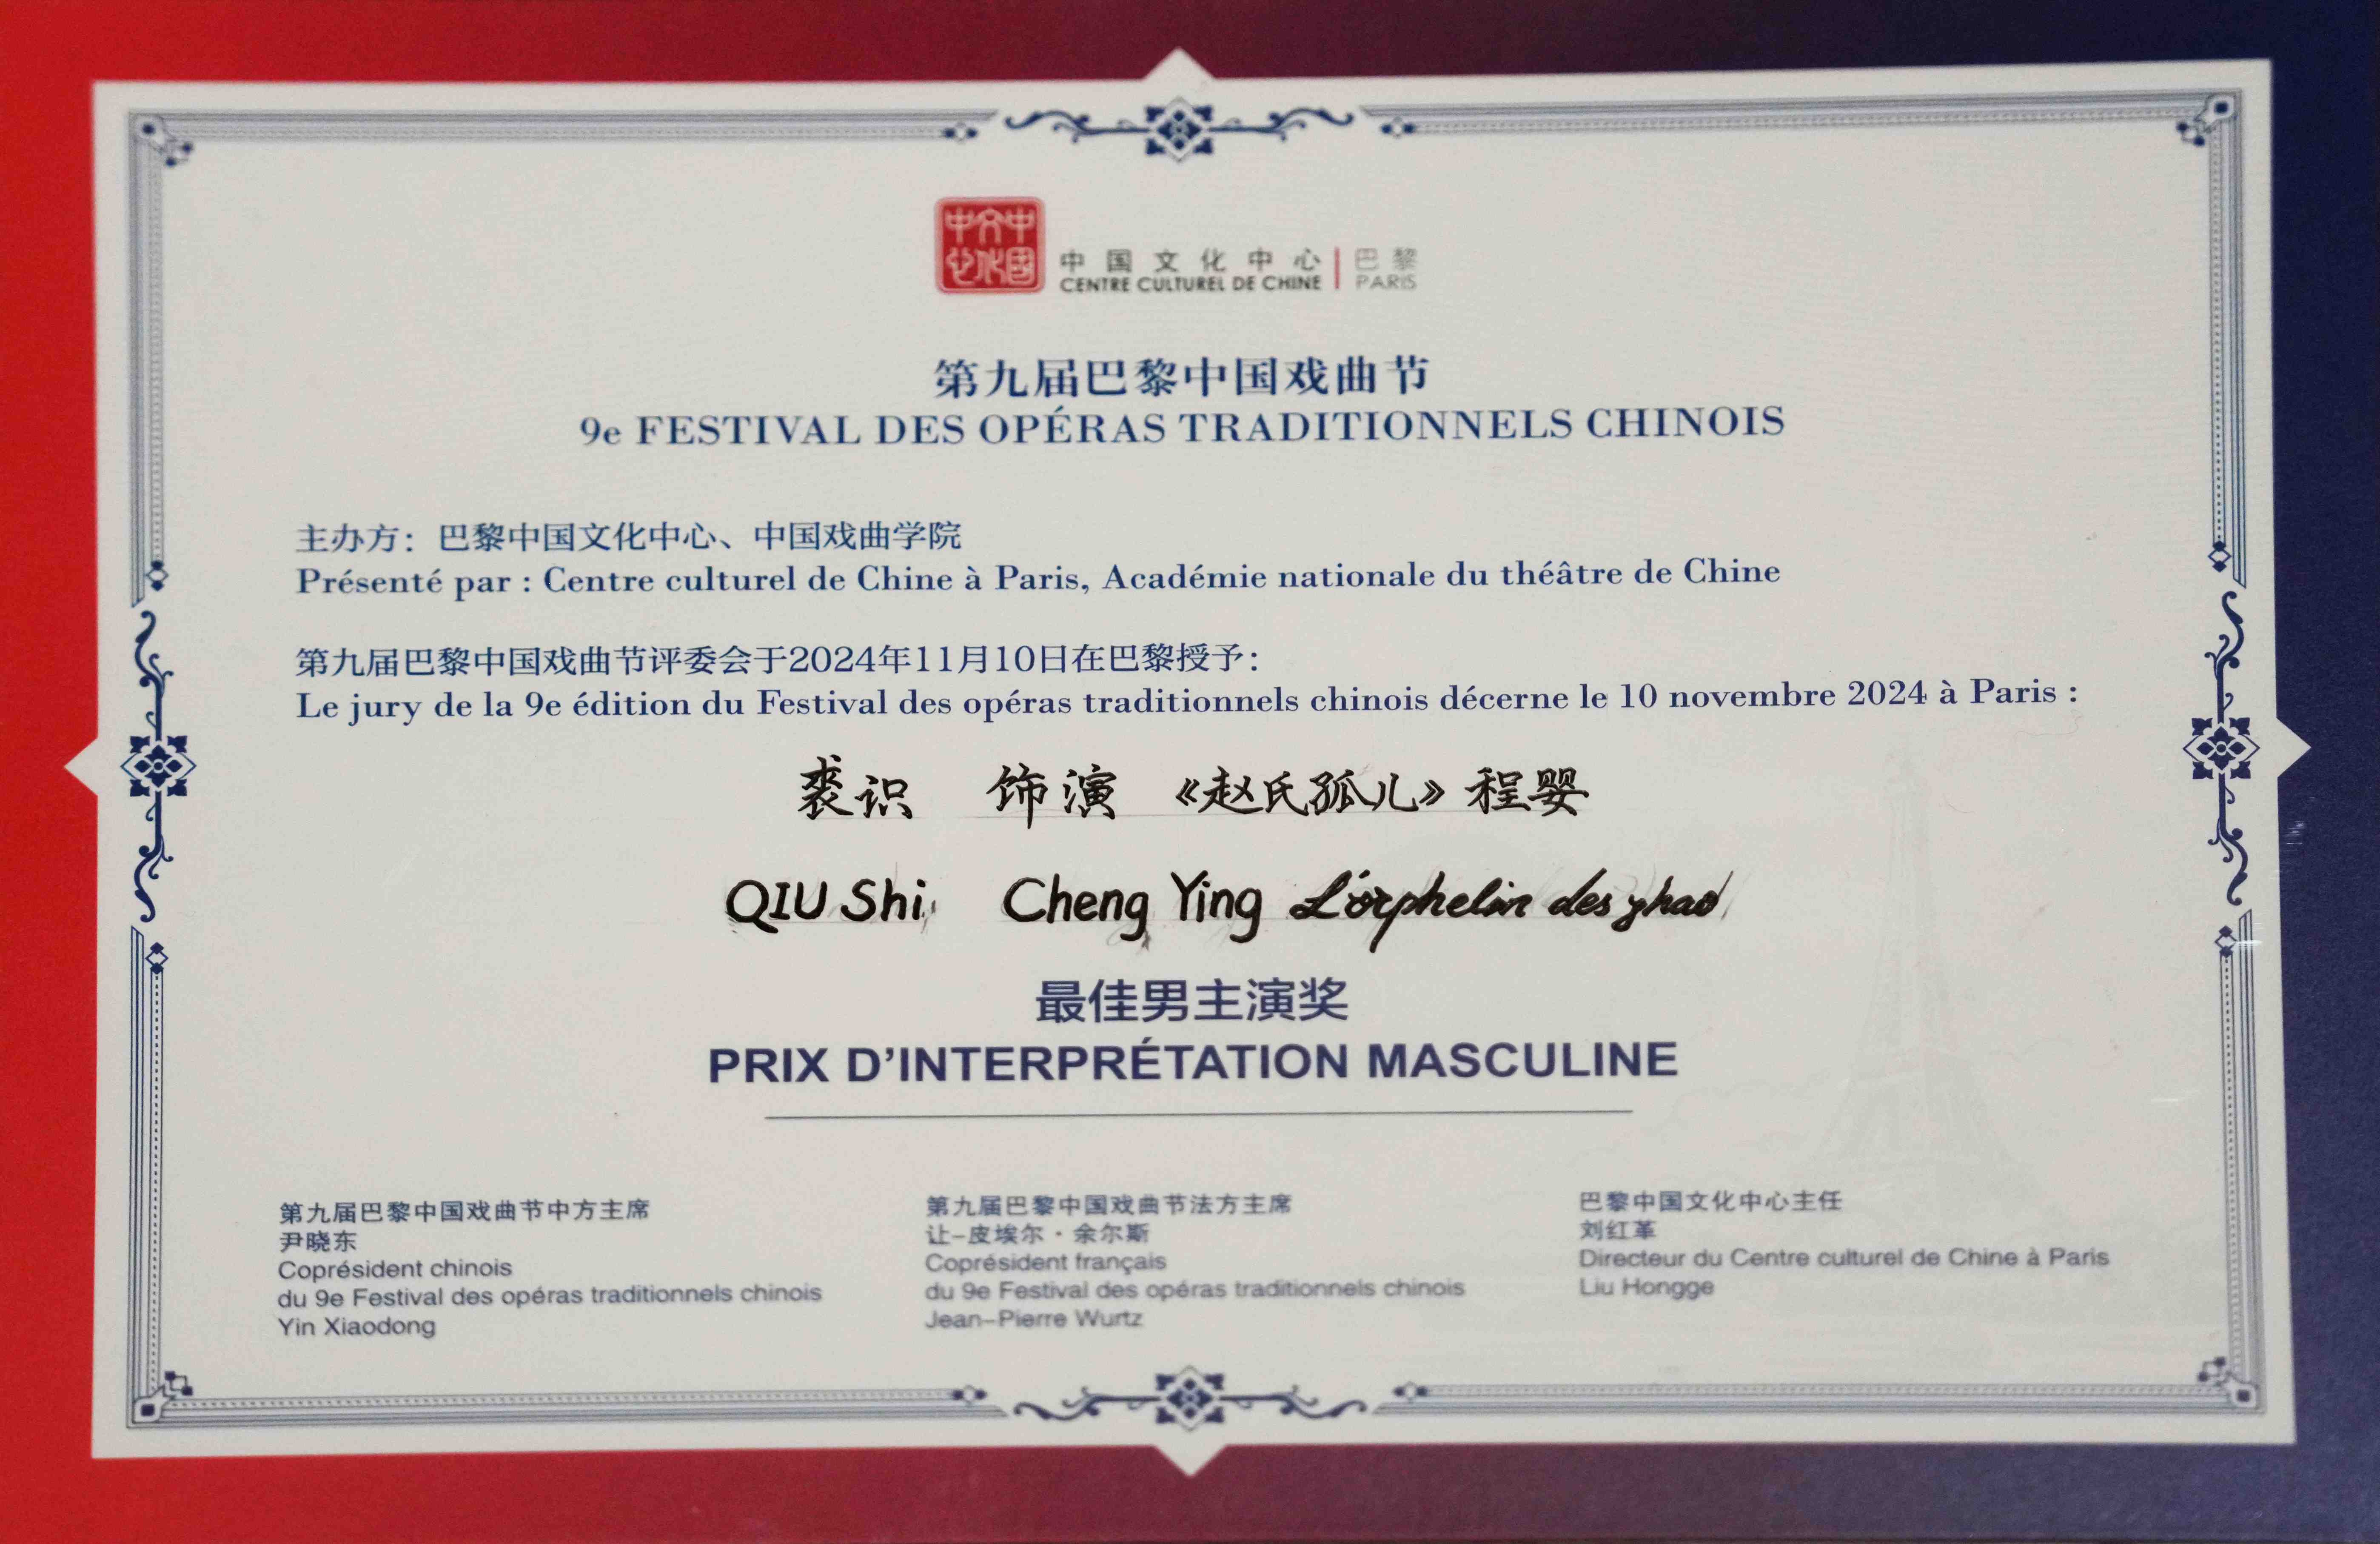 中国文化中心 | 巴黎
CENTRE CULTUREL DE CHINE | PARIS
第九届巴黎中国戏曲节
9e FESTIVAL DES OPÉRAS TRADITIONNELS CHINOIS
主办方：巴黎中国文化中心、中国戏曲学院
Présenté par : Centre culturel de Chine à Paris, Académie nationale du théâtre de Chine
第九届巴黎中国戏曲节评委会于2024年11月10日在巴黎授予：
Le jury de la 9e édition du Festival des opéras traditionnels chinois décerne le 10 novembre 2024 à Paris :
裘识 饰演 《赵氏孤儿》程婴
QIU Shi Cheng Ying L'orphelin des zhao
最佳男主演奖
PRIX D’INTERPRÉTATION MASCULINE
第九届巴黎中国戏曲节中方主席
尹晓东
Coprésident chinois
du 9e Festival des opéras traditionnels chinois
Yin Xiaodong
第九届巴黎中国戏曲节法方主席
让-皮埃尔·余尔斯
Coprésident français
du 9e Festival des opéras traditionnels chinois
Jean-Pierre Wurtz
巴黎中国文化中心主任
刘红革
Directeur du Centre culturel de Chine à Paris
Liu Hongge